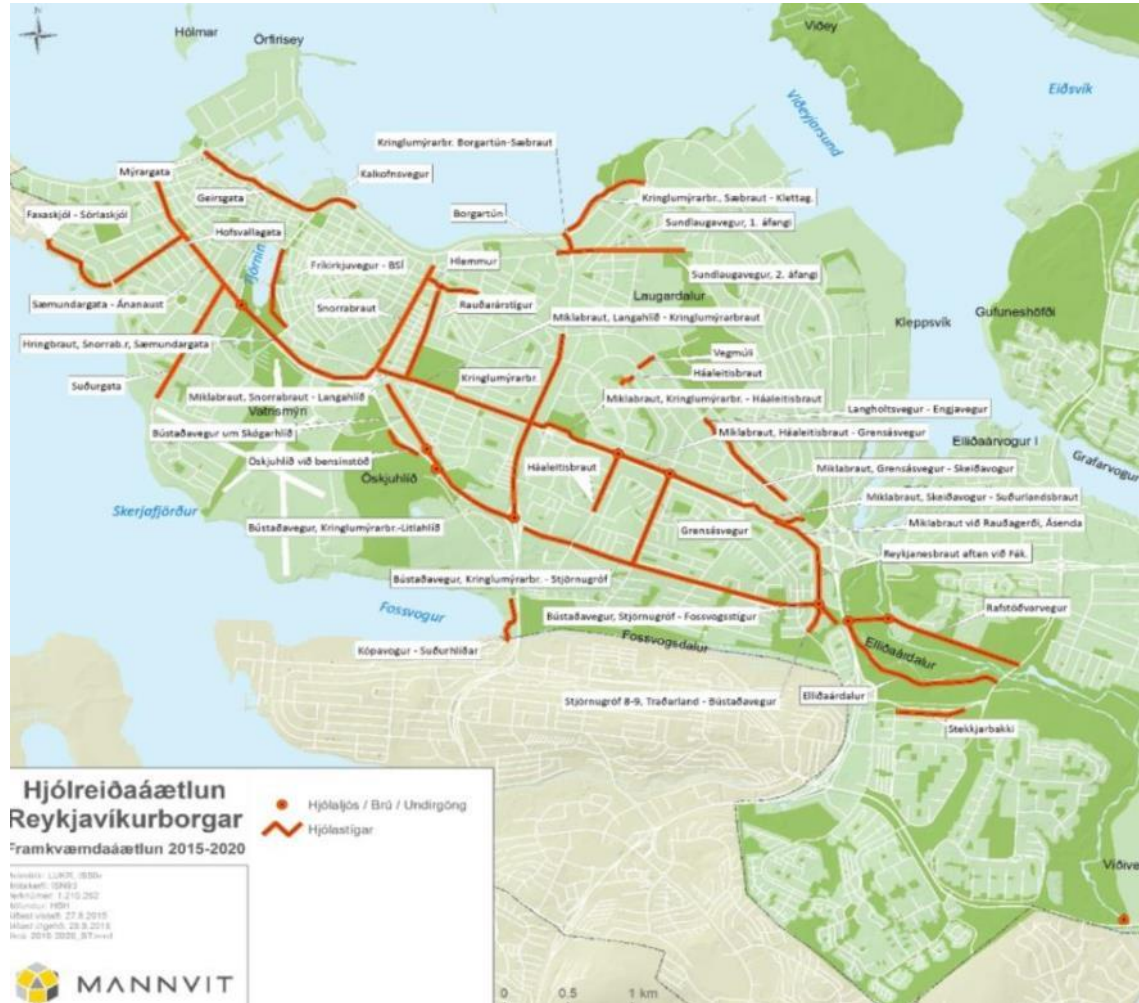 Hólmar
Örfirisey
Viðey
Eiðsvík
Viðeyjarsund
Kringlumýrarbr. Borgartún-Sæbraut
Mýrargata
Kalkofnsvegur
Geirsgata
Kringlumýrarbr., Sæbraut - Klettag.
Faxaskjól - Sörlaskjól
Borgartún
Sundlaugavegur, 1. áfangi
Hofsvallagata
Tjörnin
Hlemmur
Fríkirkjuvegur - BSÍ
Sundlaugavegur, 2. áfangi
Sæmundargata - Ánanaust
Snorrabraut
Rauðarárstígur
Laugardalur
Kleppsvík
Gufuneshöfði
Miklabraut, Langahlíð - Kringlumýrarbraut
Hringbraut, Snorrab.r, Sæmundargata
Vegmúli
Háaleitisbraut
Suðurgata
Kringlumýrarbr.
Miklabraut, Snorrabraut - Langahlíð
Miklabraut, Kringlumýrarbr. - Háaleitisbraut
Vatnsmýri
Langholtsvegur - Engjavegur
Bústaðavegur um Skógarhlíð
Miklabraut, Háaleitisbraut - Grensásvegur
Elliðaárvogur
Grafarvogur
Öskjuhlíð við bensínstöð
Öskjuhlíð
Háaleitisbraut
Miklabraut, Grensásvegur - Skeiðavogur
Skerjafjörður
Miklabraut, Skeiðavogur - Suðurlandsbraut
Bústaðavegur, Kringlumýrarbr.-Litlahlíð
Grensásvegur
Miklabraut við Rauðagerði, Ásenda
Reykjanesbraut aftan við Fák.
Bústaðavegur, Kringlumýrarbr. - Stjörnugróf
Fossvogur
Bústaðavegur, Stjörnugróf - Fossvogsstígur
Rafstöðvarvegur
Fossvogsdalur
Kópavogur - Suðurhlíðar
Elliðaárdalur
Stjörnugróf 8-9, Traðarland - Bústaðavegur
Elliðaárdalur
Stekkjarbakki
Hjólreiðaáætlun
Reykjavíkurborgar
Framkvæmdaáætlun 2015-2020
Hjólaljós / Brú / Undirgöng
Hjólastígar
MANNVIT
0 0.5 1 km